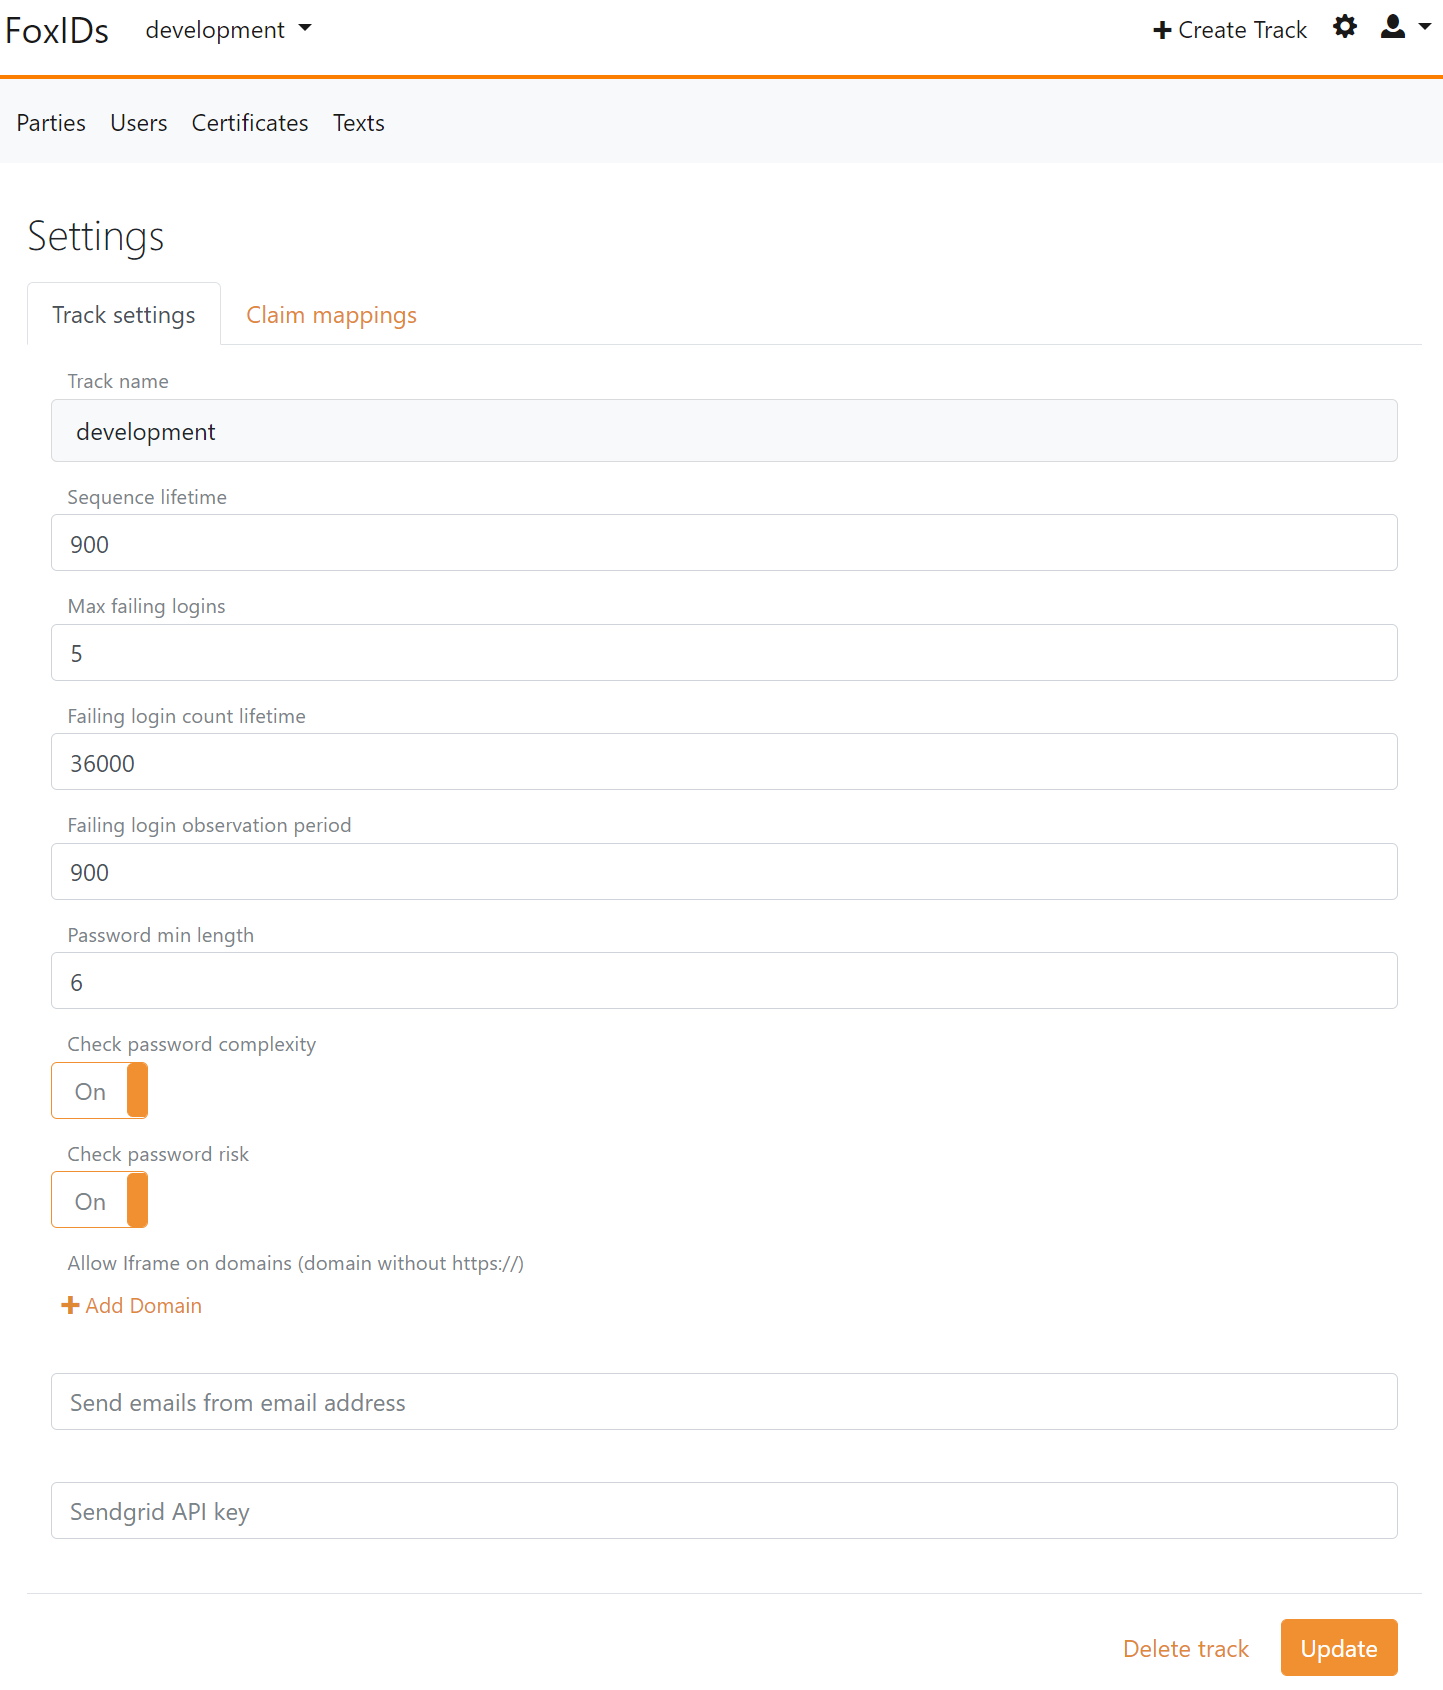 FoxIDs development Create Track
Parties Users Certificates Texts
Settings
Track settings Claim mappings
Track name
development
Sequence lifetime
900
Max failing logins
5
Failing login count lifetime
36000
Failing login observation period
900
Password min length
6
Check password complexity
On
Check password risk
On
Allow Iframe on domains (domain without https://)
Add Domain
Send emails from email address
Sendgrid API key
Delete track Update